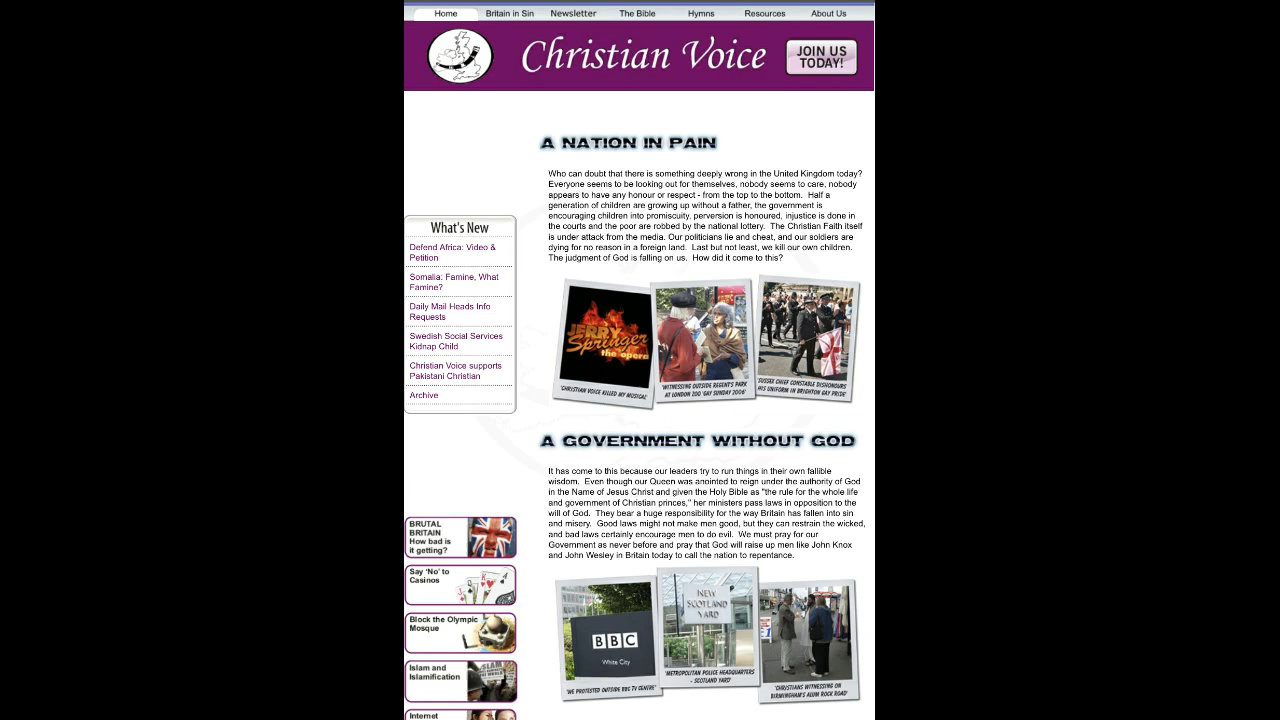 Home Britain in Sin Newsletter The Bible Hymns Resources About Us
Christian Voice
JOIN US
TODAY!
A NATION IN PAIN
Who can doubt that there is something deeply wrong in the United Kingdom today?
Everyone seems to be looking out for themselves, nobody seems to care, nobody
appears to have any honour or respect - from the top to the bottom. Half a
generation of children are growing up without a father, the government is
encouraging children into promiscuity, perversion is honoured, injustice is done in
the courts and the poor are robbed by the national lottery. The Christian Faith itself
is under attack from the media. Our politicians lie and cheat, and our soldiers are
dying for no reason in a foreign land. Last but not least, we kill our own children.
The judgment of God is falling on us. How did it come to this?
What's New
Defend Africa: Video &
Petition
Somalia: Famine, What
Famine?
Daily Mail Heads Info
Requests
Swedish Social Services
Kidnap Child
Christian Voice supports
Pakistani Christian
Archive
JERRY
Springer
the opera
'CHRISTIAN VOICE KILLED MY MUSICAL'
'WITNESSING OUTSIDE REGENT'S PARK
AT LONDON ZOO 'GAY SUNDAY 2006'
SUSSEX CHIEF CONSTABLE DISHONOURS
HIS UNIFORM IN BRIGHTON GAY PRIDE'
A GOVERNMENT WITHOUT GOD
It has come to this because our leaders try to run things in their own fallible
wisdom. Even though our Queen was anointed to reign under the authority of God
in the Name of Jesus Christ and given the Holy Bible as "the rule for the whole life
and government of Christian princes," her ministers pass laws in opposition to the
will of God. They bear a huge responsibility for the way Britain has fallen into sin
and misery. Good laws might not make men good, but they can restrain the wicked,
and bad laws certainly encourage men to do evil. We must pray for our
Government as never before and pray that God will raise up men like John Knox
and John Wesley in Britain today to call the nation to repentance.
BRUTAL
BRITAIN
How bad is
it getting?
Say 'No' to
Casinos
Block the Olympic
Mosque
Islam and
Islamification
ISLAM
Internet
BBC
White City
'WE PROTESTED OUTSIDE BBC TV CENTRE'
NEW
SCOTLAND
YARD
'METROPOLITAN POLICE HEADQUARTERS
- SCOTLAND YARD'
'CHRISTIANS WITNESSING ON
BIRMINGHAM'S ALUM ROCK ROAD'